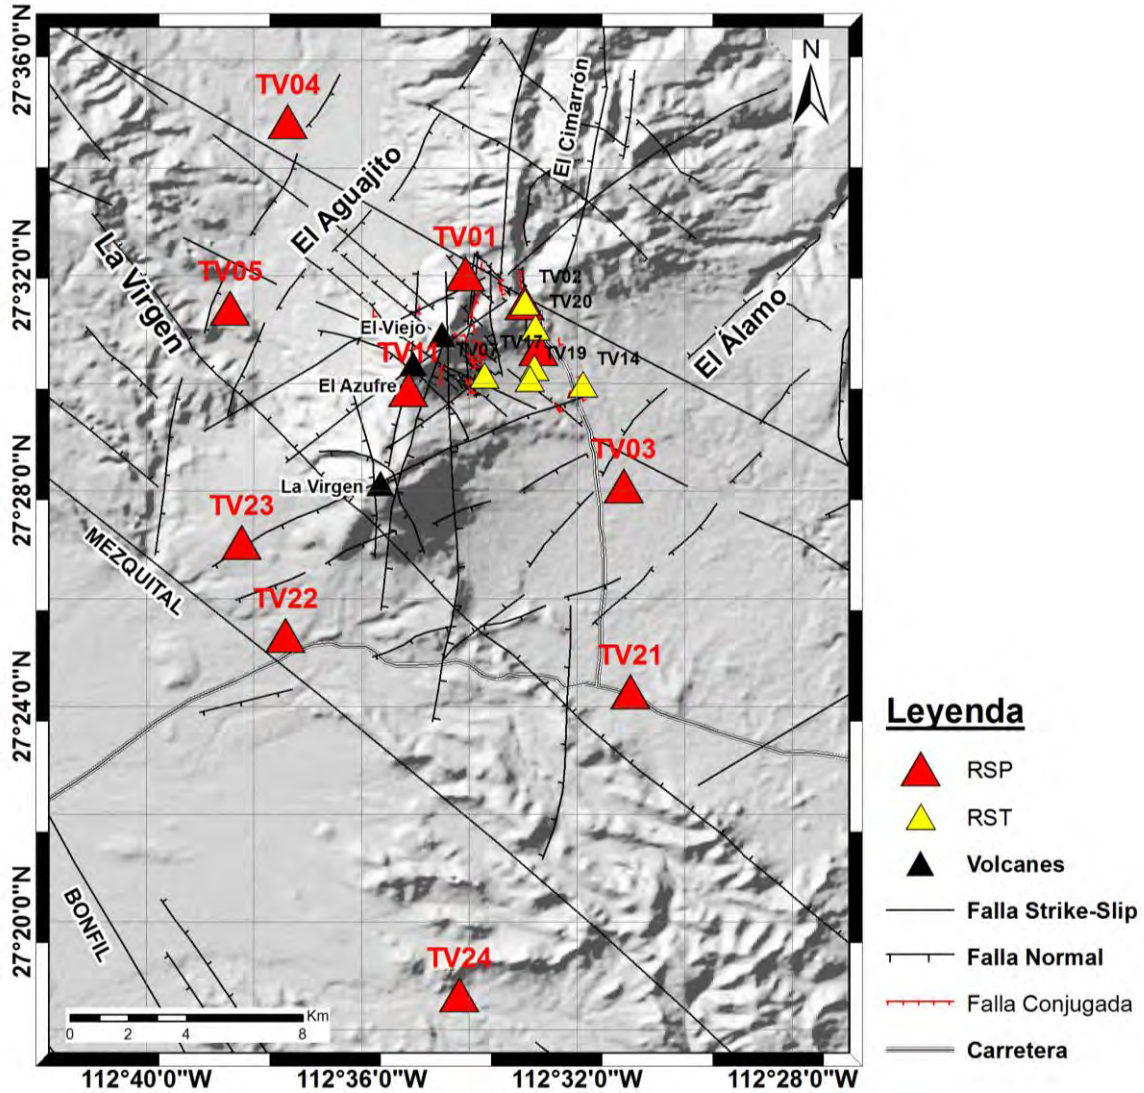 27°36'0"N
27°32'0"N
27°28'0"N
27°24'0"N
27°20'0"N
N
TV04
El Cimarrón
El Aguajito
La Virgen
TV01
TV05
TV02
TV20
El Viejo
TV11
TV07
TV17
TV19
TV14
El Azufre
El Álamo
TV03
La Virgen
TV23
MEZQUITAL
TV22
TV21
BONFIL
TV24
0 2 4 8 Km
112°40'0"W 112°36'0"W 112°32'0"W 112°28'0"W
Leyenda
RSP
RST
Volcanes
Falla Strike-Slip
Falla Normal
Falla Conjugada
Carretera